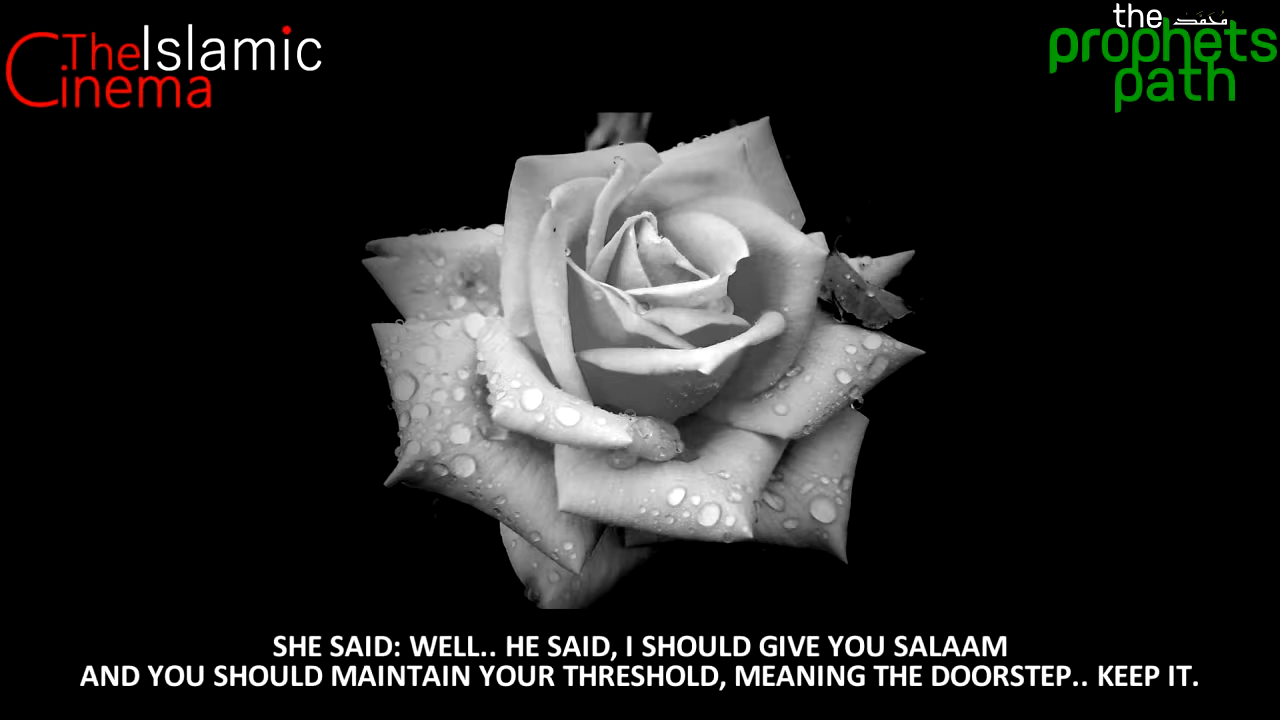 TheIslamic
Cinema
the محمد
prophets
path
SHE SAID: WELL.. HE SAID, I SHOULD GIVE YOU SALAAM
AND YOU SHOULD MAINTAIN YOUR THRESHOLD, MEANING THE DOORSTEP.. KEEP IT.